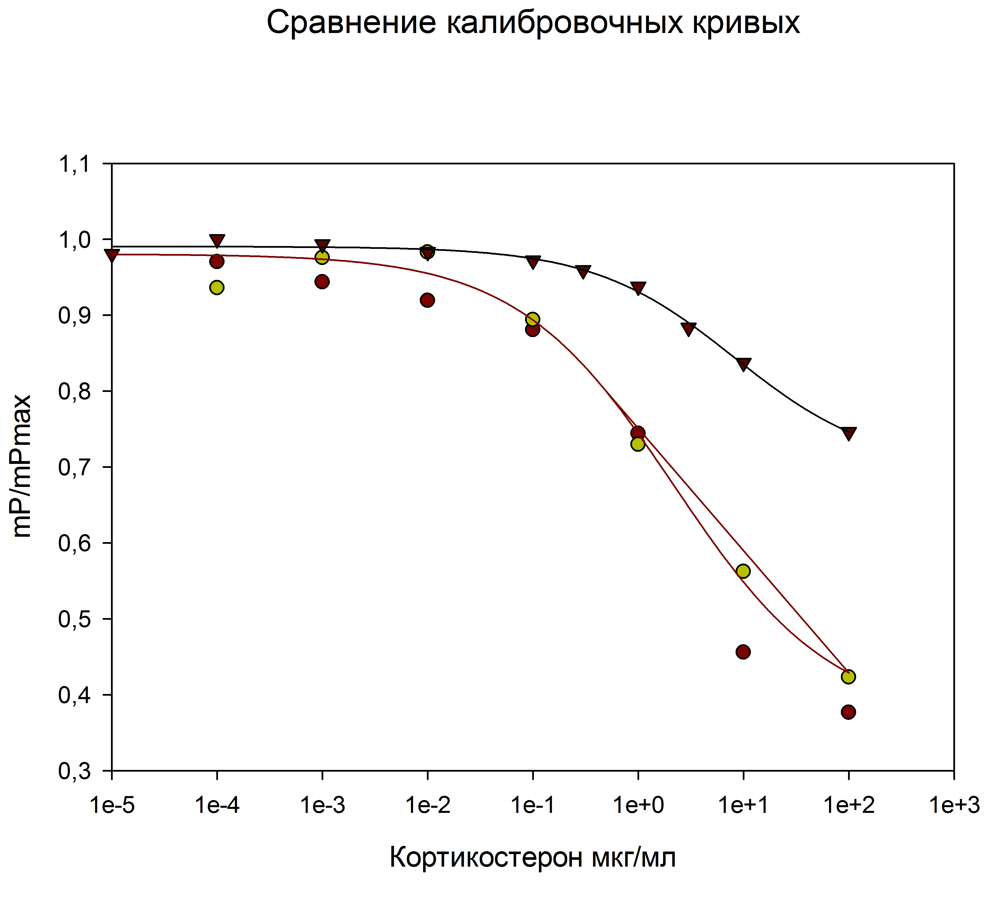 Сравнение калибровочных кривых
1,1
1,0
0,9
0,8
0,7
0,6
0,5
0,4
0,3
mP/mPmax
1e-5 1e-4 1e-3 1e-2 1e-1 1e+0 1e+1 1e+2 1e+3
Кортикостерон мкг/мл